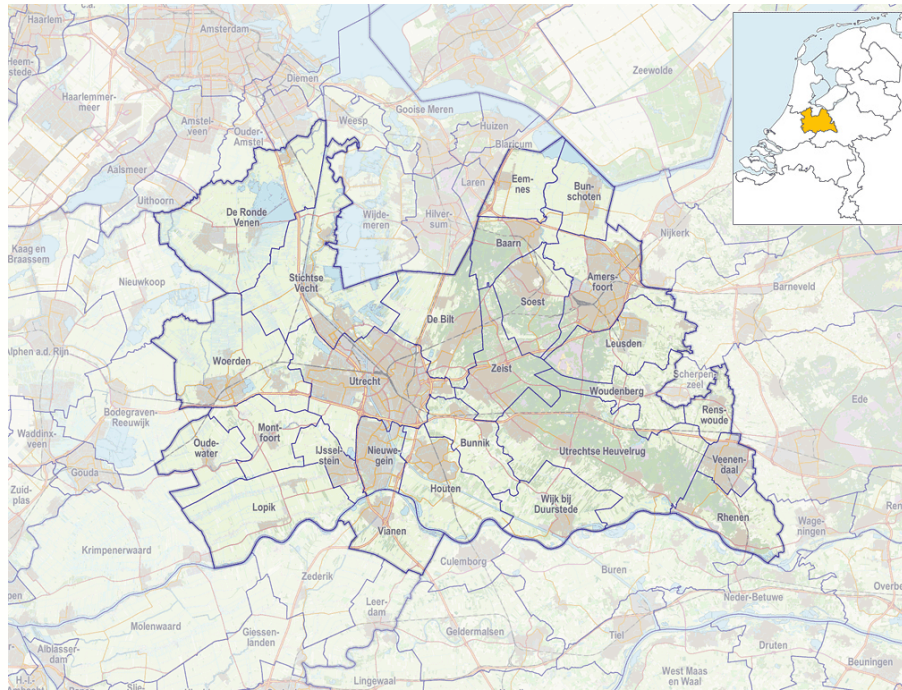 c.a.
Haarlem
Amsterdam
Heem-
stede
Diemen
Zeewolde
Haarlemmer-
meer
Gooise Meren
Weesp
Amstel-
veen
Ouder-
Amstel
Huizen
Blaricum
Aalsmeer
Laren
Eem-
nes
Bun-
schoten
Uithoorn
De Ronde
Venen
Wijde-
meren
Hilver-
sum
Nijkerk
Kaag en
Braassem
Baarn
Nieuwkoop
Stichtse
Vecht
Amers-
foort
Barneveld
Soest
De Bilt
Leusden
Alphen a.d. Rijn
Woerden
Utrecht
Zeist
Scherpen-
zeel
Woudenberg
Ede
Bodegraven-
Reeuwijk
Rens-
woude
Waddinx-
veen
Oude-
water
Mont-
foort
IJssel-
stein
Nieuwe-
gein
Bunnik
Utrechtse Heuvelrug
Veenen-
daal
Gouda
Zuid-
plas
Houten
Lopik
Wijk bij
Duurstede
Rhenen
Wage-
ningen
Ren
Vianen
Krimpenerwaard
Culemborg
Zederik
Buren
Overbe
Neder-Betuwe
Leer-
dam
Molenwaard
Giessen-
landen
Geldermalsen
Tiel
Druten
Alblasser-
dam
Beuningen
West Maas
en Waal
Lingewaal
H.-I.-
Slie-